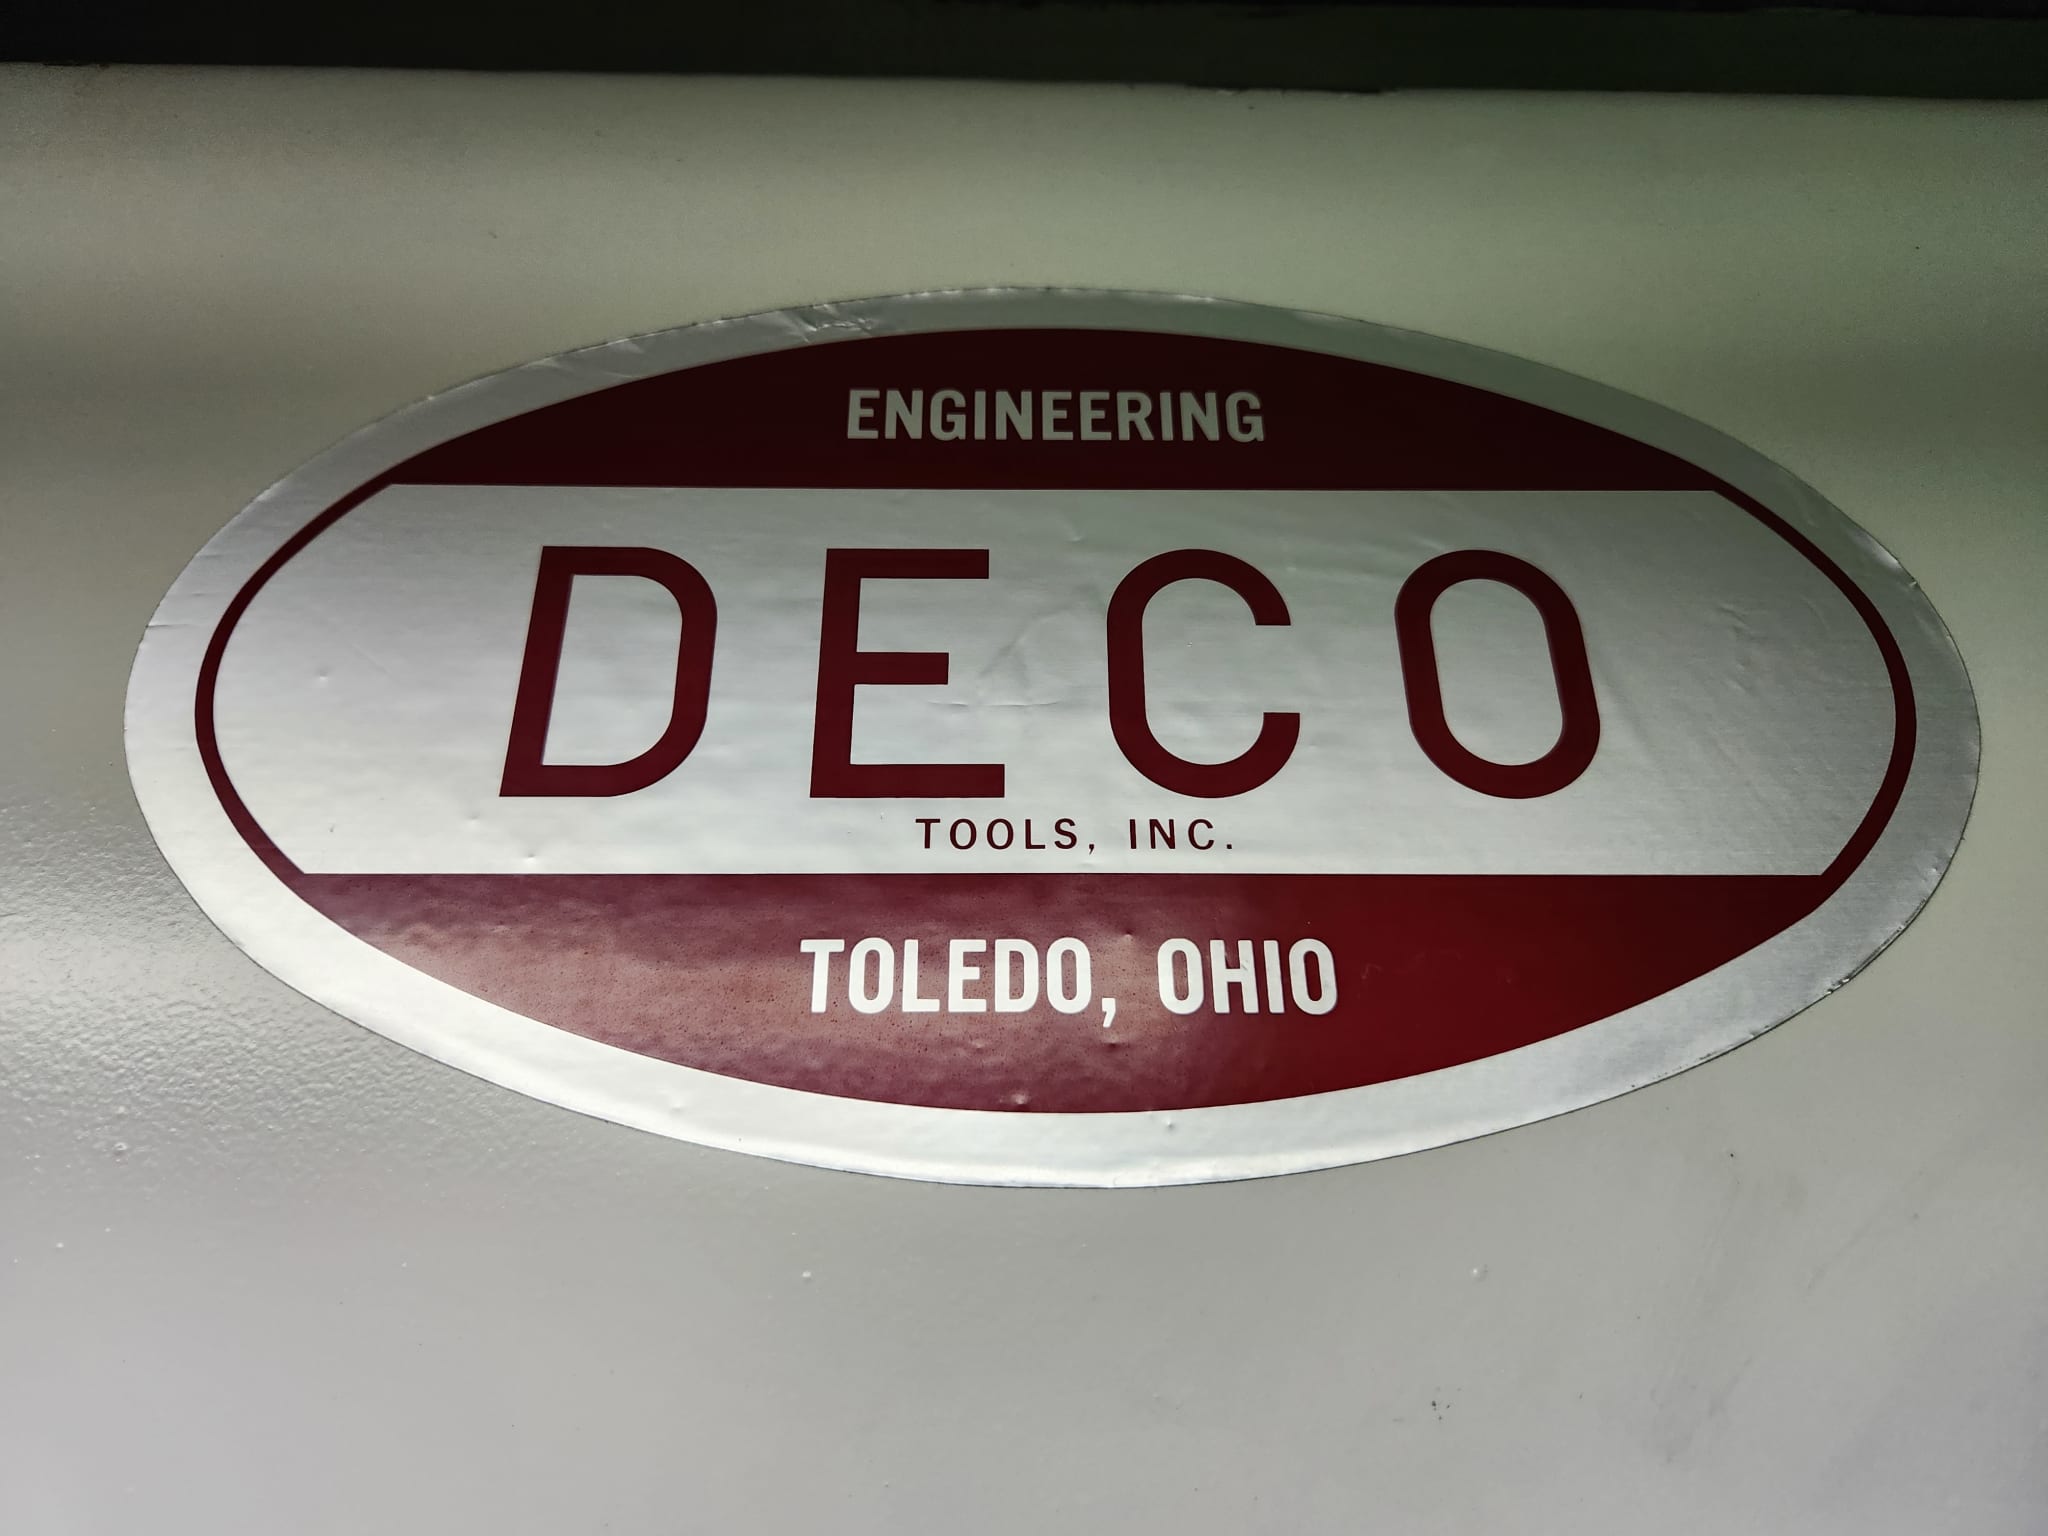 ENGINEERING
DECO
TOOLS, INC.
TOLEDO, OHIO